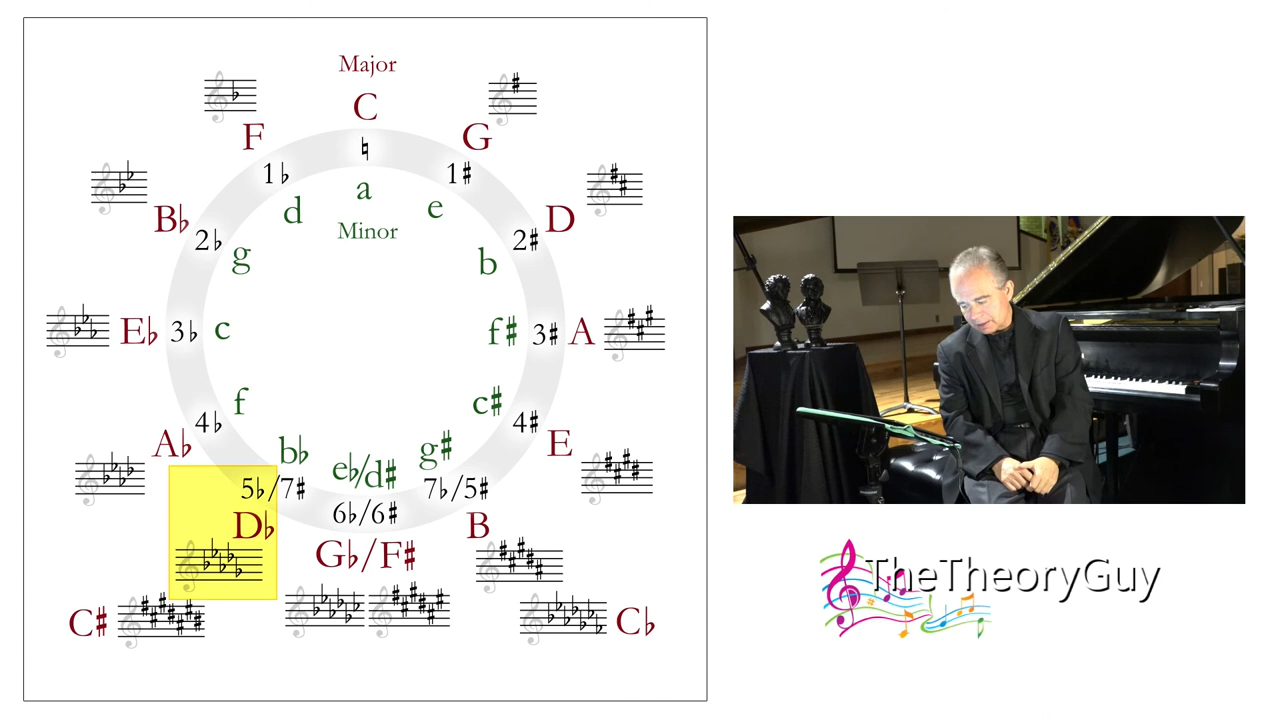 Major
C
F
G
1♭
♮
1♯
d
a
e
Minor
B♭
D
2♭
2♯
g
b
E♭
3♭
c
f♯
3♯
A
f
c♯
4♭
4♯
A♭
E
b♭
e♭/d♯
g♯
5♭/7♯
6♭/6♯
7♭/5♯
D♭
G♭/F♯
B
C♯
C♭
TheTheoryGuy